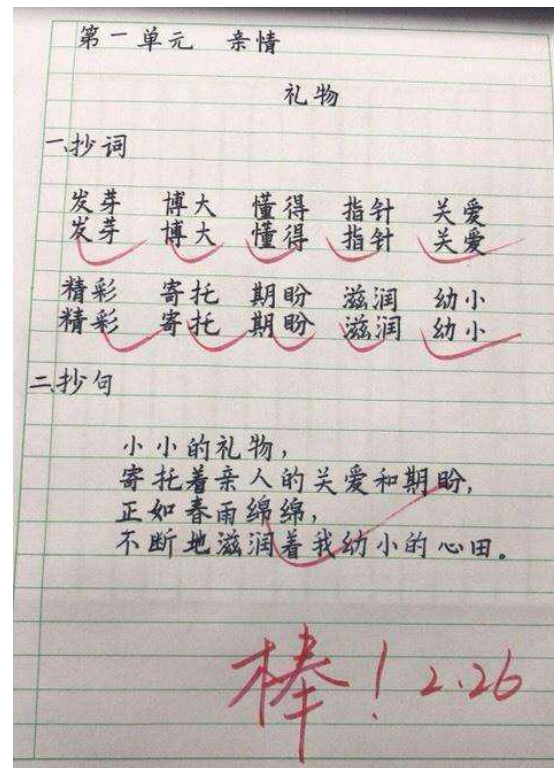 第一单元 亲情
礼物
一、抄词
发芽 博大 懂得 指针 关爱
发芽 博大 懂得 指针 关爱
精彩 寄托 期盼 滋润 幼小
精彩 寄托 期盼 滋润 幼小
二、抄句
小小的礼物，
寄托着亲人的关爱和期盼，
正如春雨绵绵，
不断地滋润着我幼小的心田。
棒！2.26